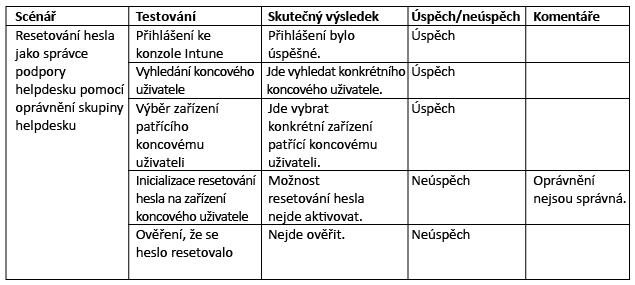 Scénář
Testování
Skutečný výsledek
Úspěch/neúspěch
Komentáře
Resetování hesla
jako správce
podpory
helpdesku pomocí
oprávnění skupiny
helpdesku
Přihlášení ke
konzole Intune
Přihlášení bylo
úspěšné.
Úspěch
Vyhledání koncového
uživatele
Jde vyhledat konkrétního
koncového uživatele.
Úspěch
Výběr zařízení
patřícího
koncovému
uživateli
Jde vybrat
konkrétní zařízení
patřící koncovému
uživateli.
Úspěch
Inicializace resetování
hesla na zařízení
koncového uživatele
Možnost
resetování hesla
nejde aktivovat.
Neúspěch
Oprávnění
nejsou správná.
Ověření, že se
heslo resetovalo
Nejde ověřit.
Neúspěch